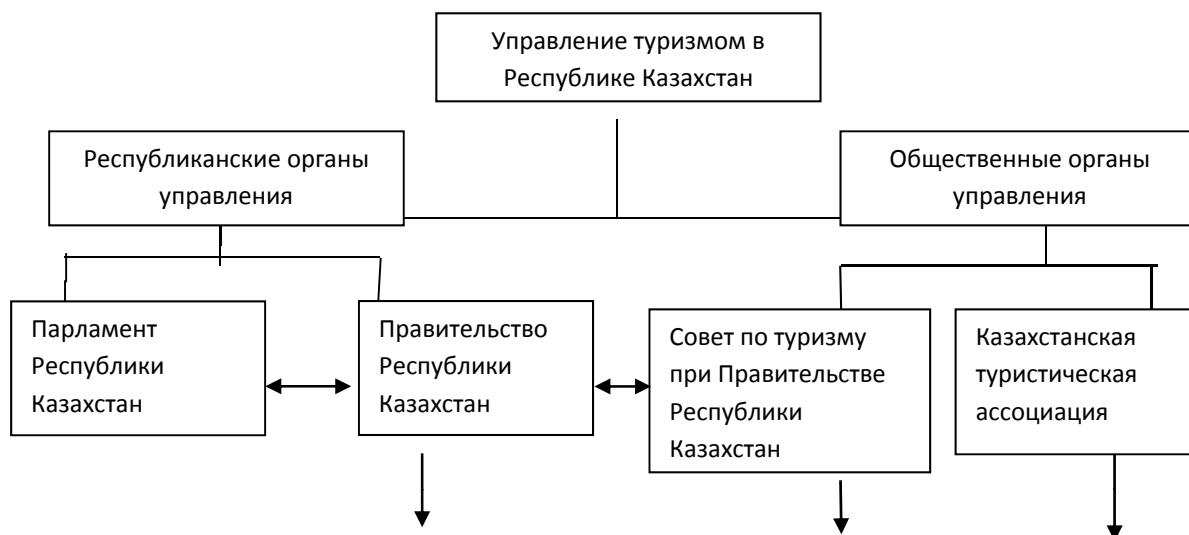 Управление туризмом в
Республике Казахстан
Республиканские органы
управления
Общественные органы
управления
Парламент
Республики
Казахстан
Правительство
Республики
Казахстан
Совет по туризму
при Правительстве
Республики
Казахстан
Казахстанская
туристическая
ассоциация